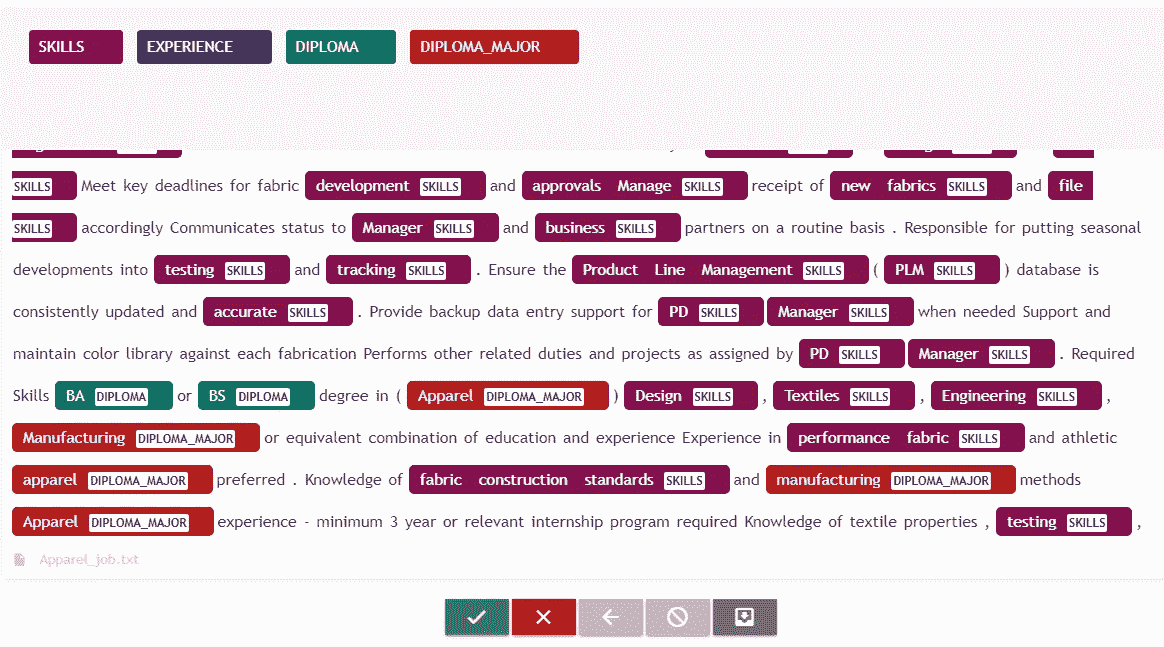 SKILLS EXPERIENCE DIPLOMA DIPLOMA_MAJOR
SKILLS Meet key deadlines for fabric development SKILLS and approvals Manage SKILLS receipt of new fabrics SKILLS and file
SKILLS accordingly Communicates status to Manager SKILLS and business SKILLS partners on a routine basis . Responsible for putting seasonal
developments into testing SKILLS and tracking SKILLS . Ensure the Product Line Management SKILLS ( PLM SKILLS ) database is
consistently updated and accurate SKILLS . Provide backup data entry support for PD SKILLS Manager SKILLS when needed Support and
maintain color library against each fabrication Performs other related duties and projects as assigned by PD SKILLS Manager SKILLS . Required
Skills BA DIPLOMA or BS DIPLOMA degree in ( Apparel DIPLOMA_MAJOR ) Design SKILLS , Textiles SKILLS , Engineering SKILLS ,
Manufacturing DIPLOMA_MAJOR or equivalent combination of education and experience Experience in performance fabric SKILLS and athletic
apparel DIPLOMA_MAJOR preferred . Knowledge of fabric construction standards SKILLS and manufacturing DIPLOMA_MAJOR methods
Apparel DIPLOMA_MAJOR experience - minimum 3 year or relevant internship program required Knowledge of textile properties , testing SKILLS ,
Apparel_job.txt